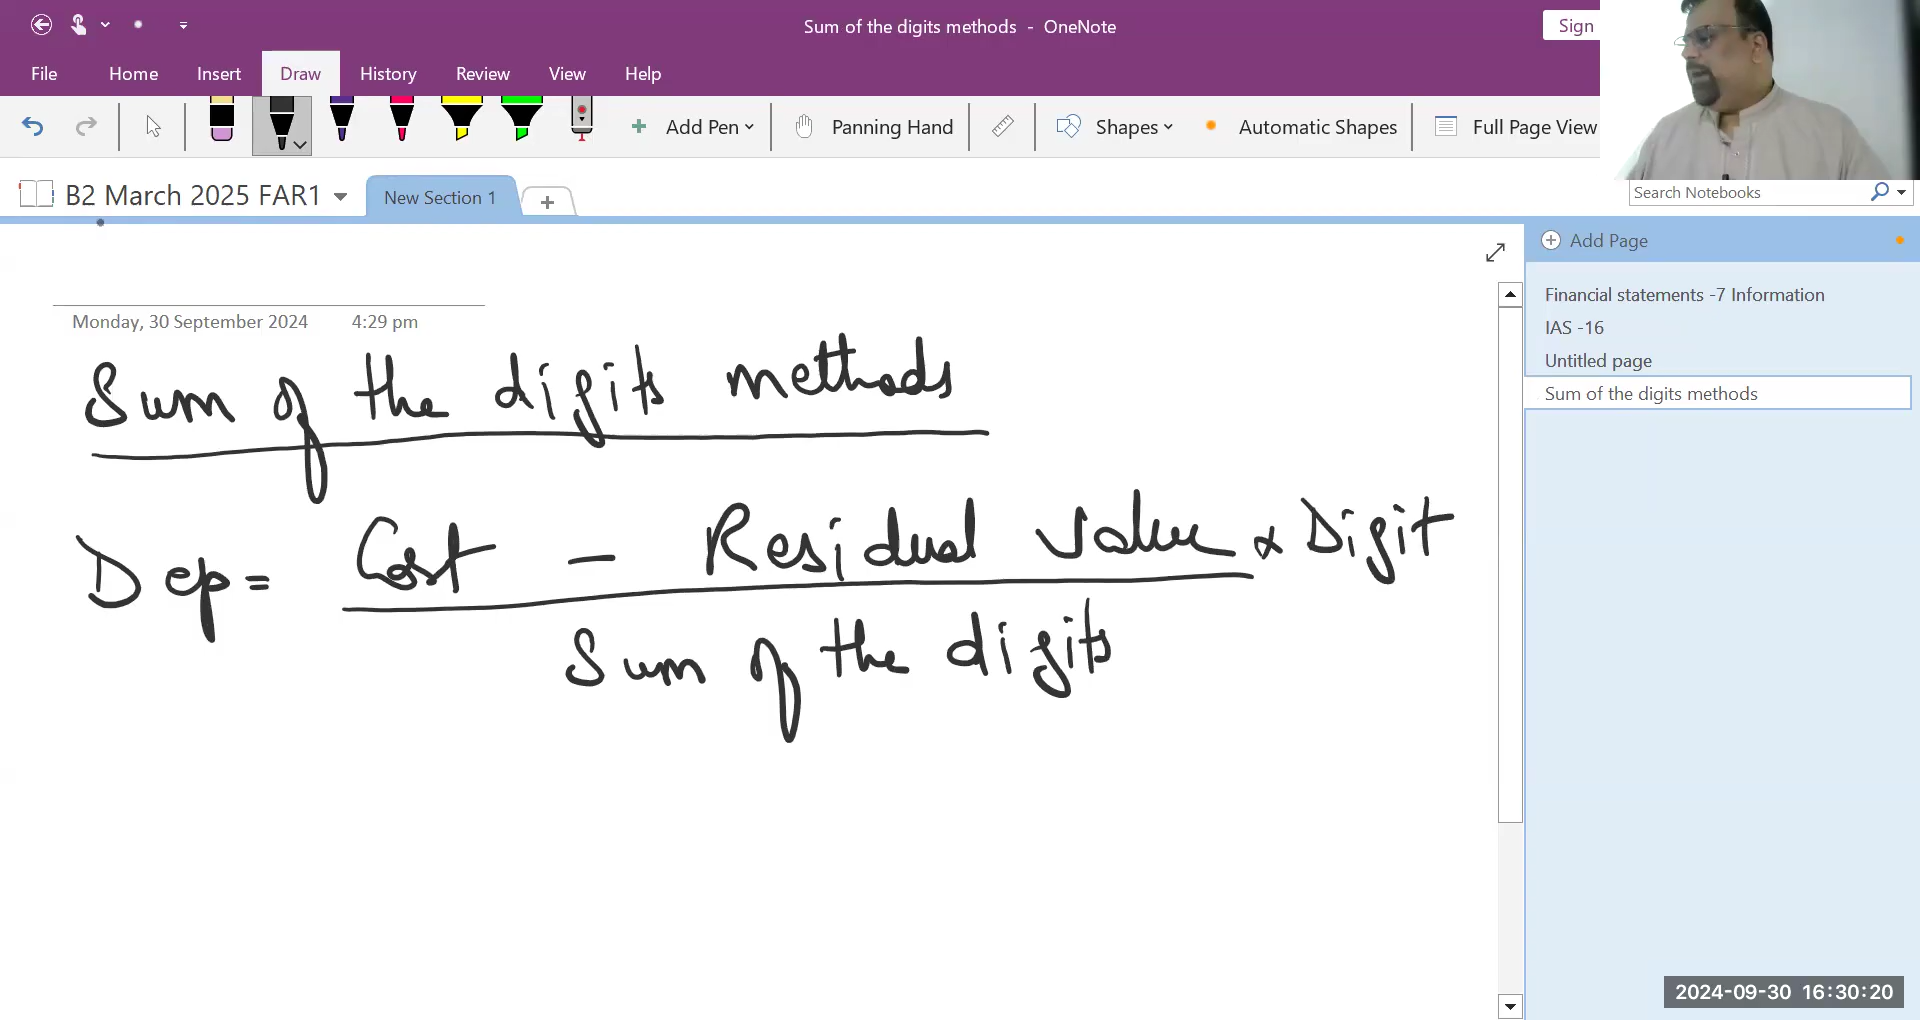 Sum of the digits methods - OneNote
Sign
File Home Insert Draw History Review View Help
Add Pen Panning Hand Shapes Automatic Shapes Full Page View
B2 March 2025 FAR1 New Section 1 +
Search Notebooks
Add Page
Financial statements -7 Information
IAS -16
Untitled page
Sum of the digits methods
Monday, 30 September 2024 4:29 pm
Sum of the digits methods
Dep = Cost - Residual Value x Digit
Sum of the digits
2024-09-30 16:30:20